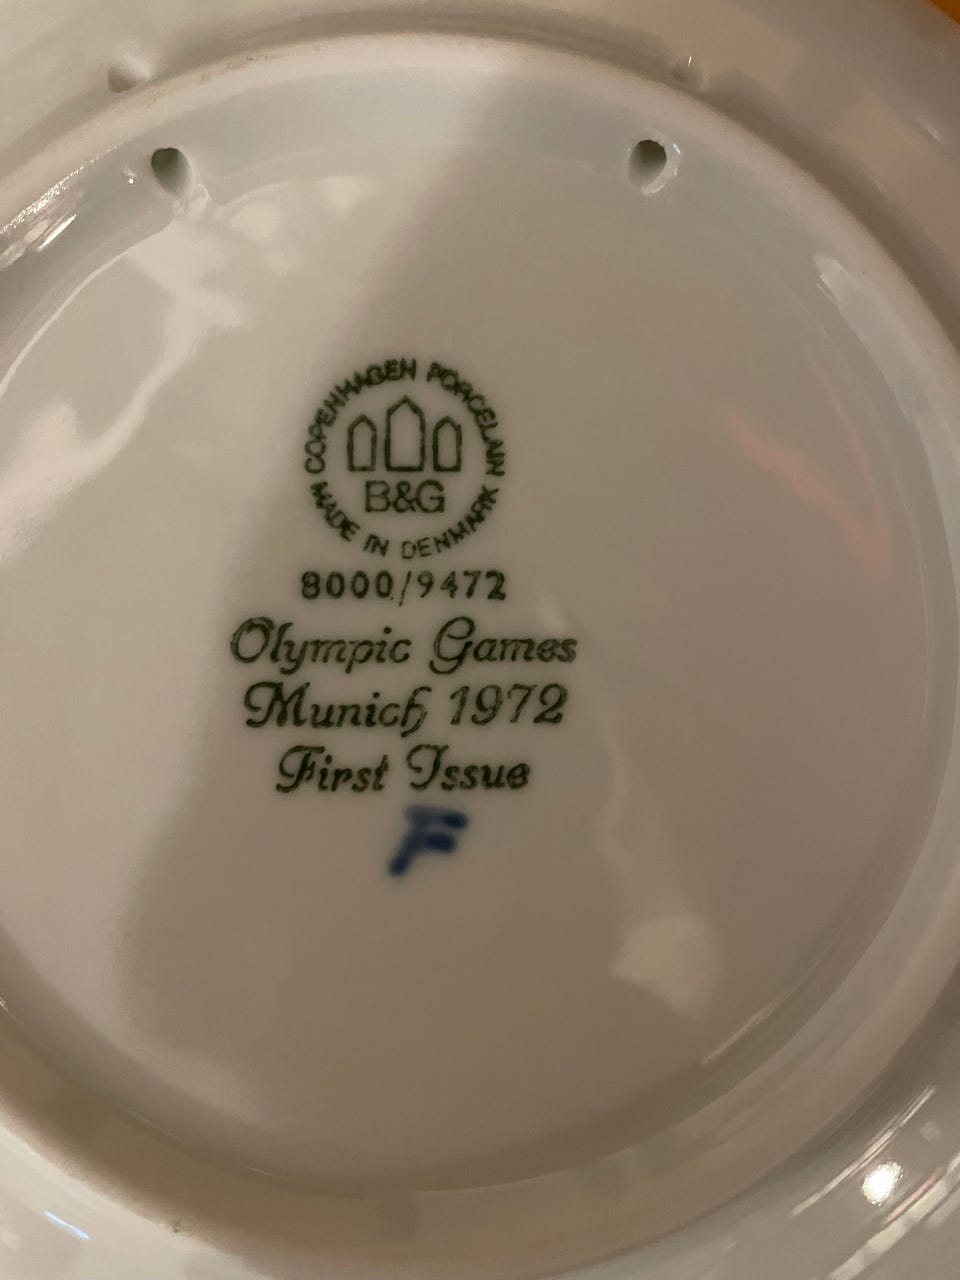 COPENHAGEN PORCELAIN
B&G
MADE IN DENMARK
8000/9472
Olympic Games
Munich 1972
First Issue
F